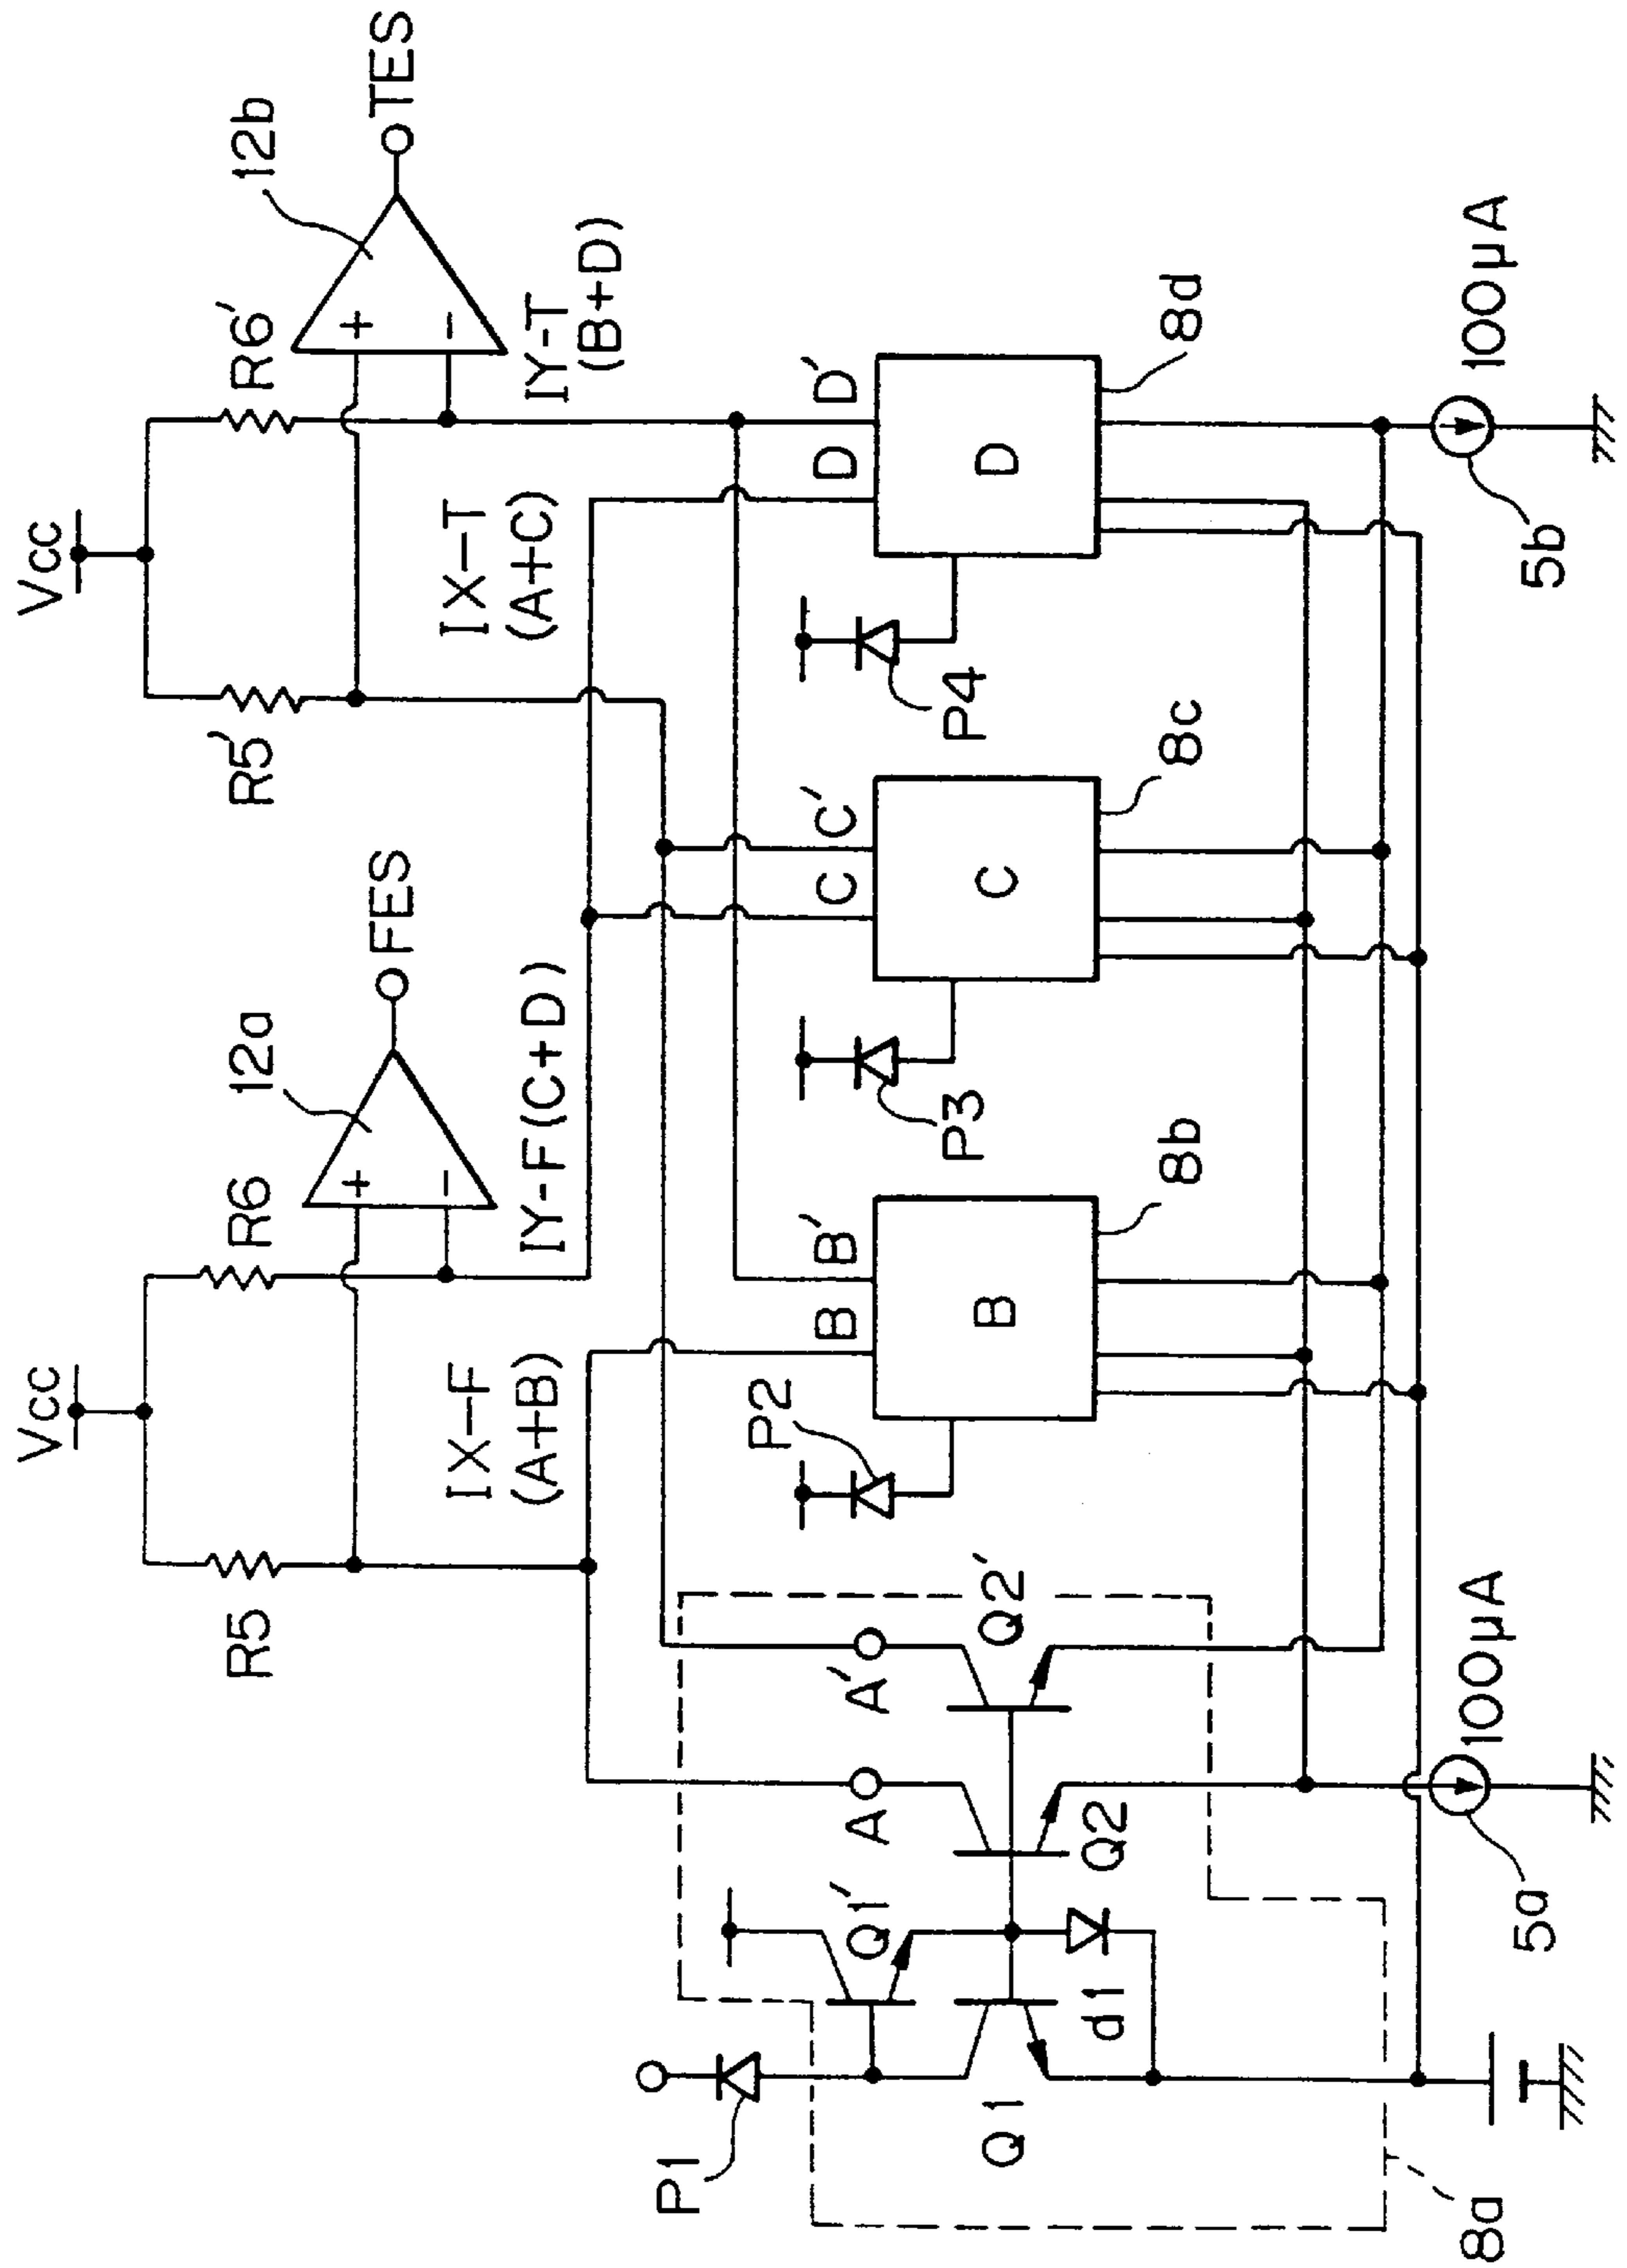 Vcc
Vcc
R5
R6
12a
FES
R5'
R6'
12b
TES
IX-F
(A+B)
IY-F(C+D)
IX-T
(A+C)
IY-T
(B+D)
P1
Q1'
A
A'
P2
B
B'
P3
C
C'
P4
D
D'
Q1
d1
Q2
Q2'
B
8b
C
8c
D
8d
8a
5a
100μA
5b
100μA